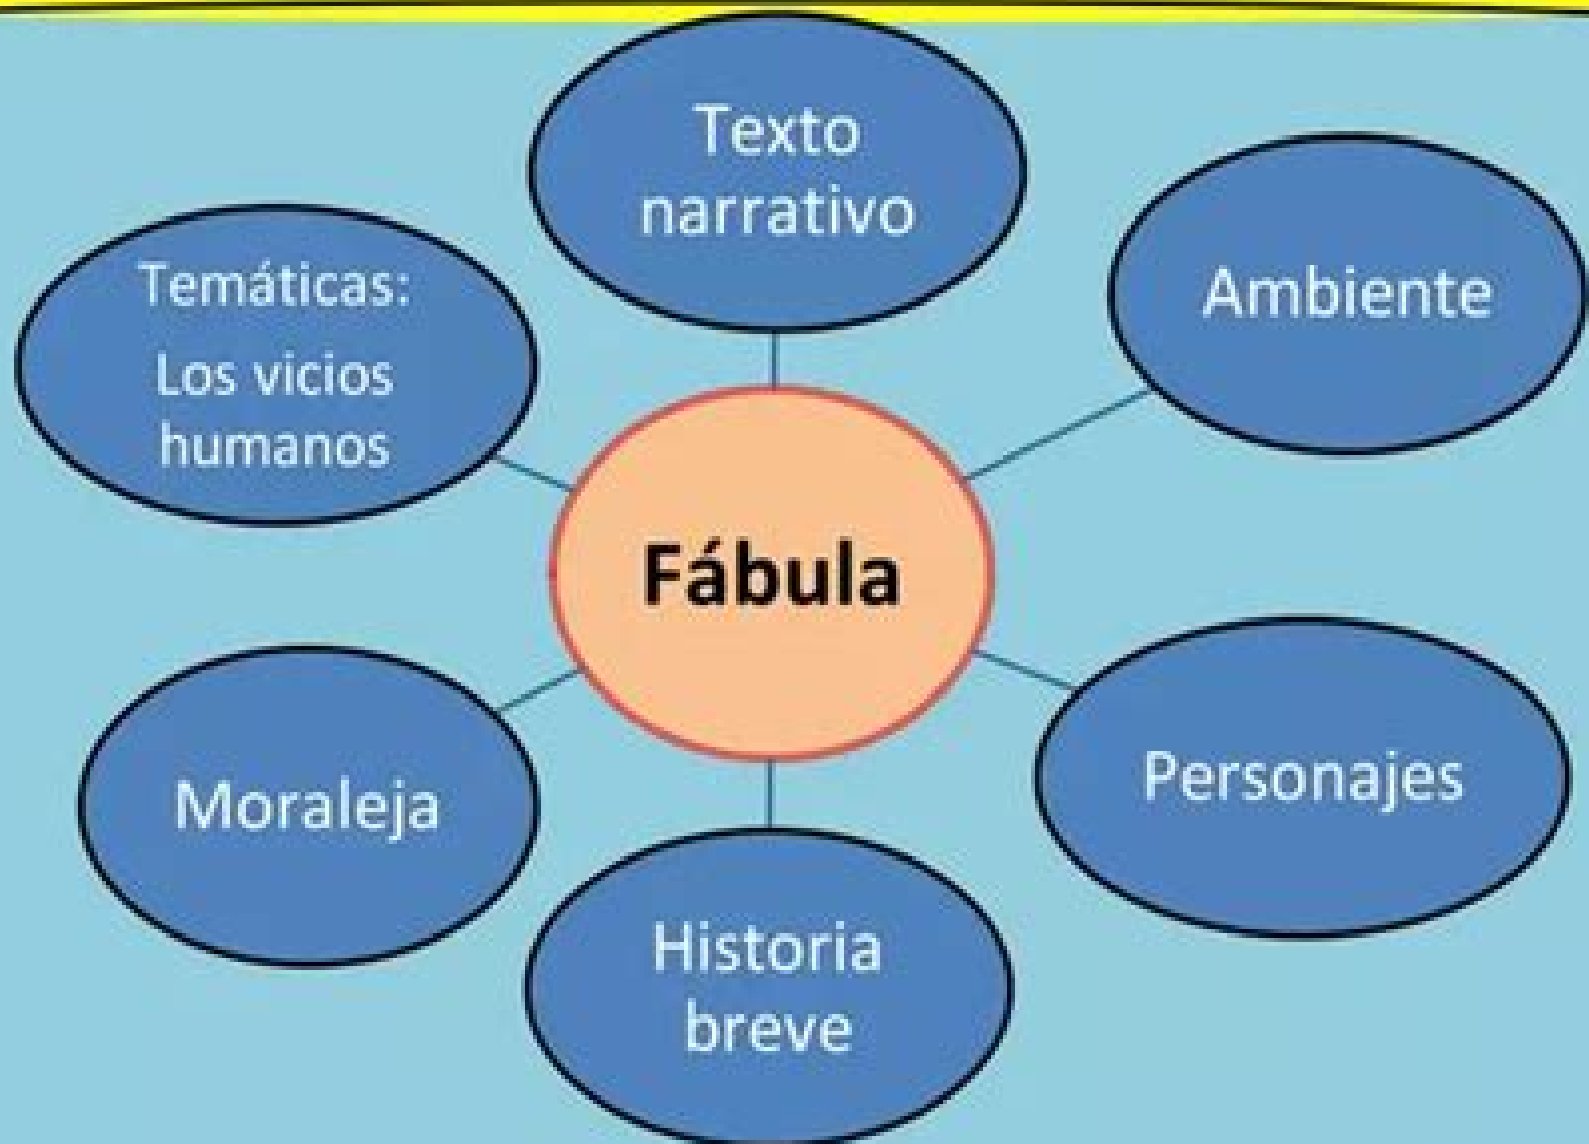 Texto
narrativo
Ambiente
Temáticas:
Los vicios
humanos
Fábula
Personajes
Moraleja
Historia
breve